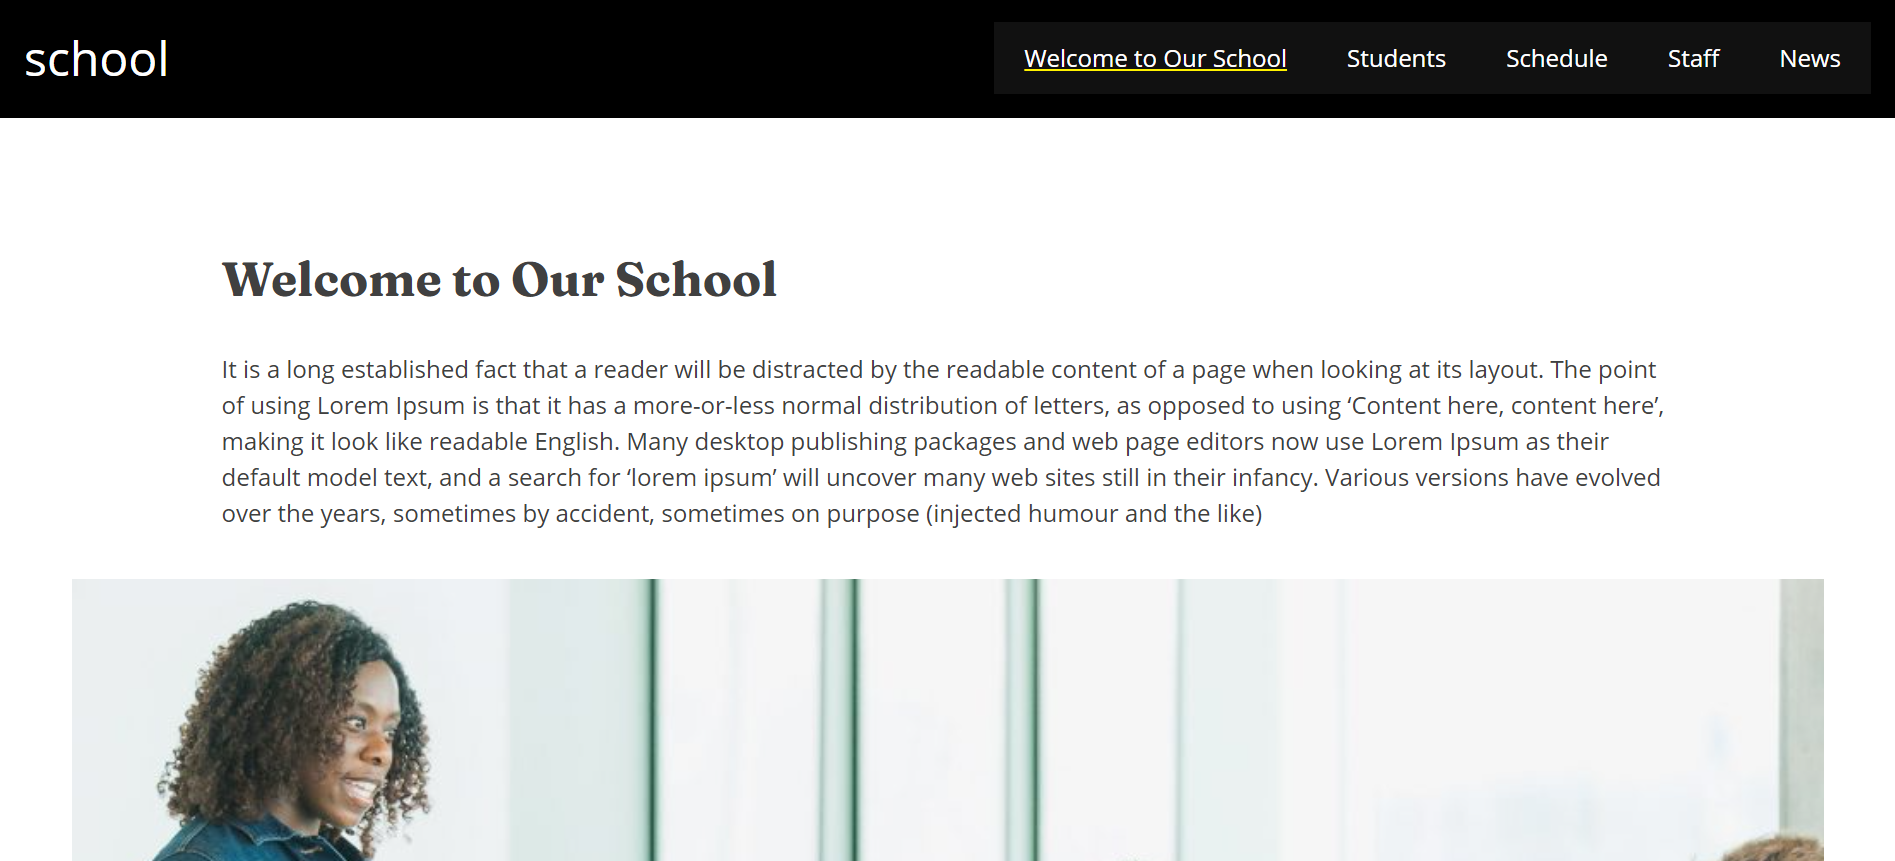 school
Welcome to Our School Students Schedule Staff News
Welcome to Our School
It is a long established fact that a reader will be distracted by the readable content of a page when looking at its layout. The point
of using Lorem Ipsum is that it has a more-or-less normal distribution of letters, as opposed to using ‘Content here, content here’,
making it look like readable English. Many desktop publishing packages and web page editors now use Lorem Ipsum as their
default model text, and a search for ‘lorem ipsum’ will uncover many web sites still in their infancy. Various versions have evolved
over the years, sometimes by accident, sometimes on purpose (injected humour and the like)